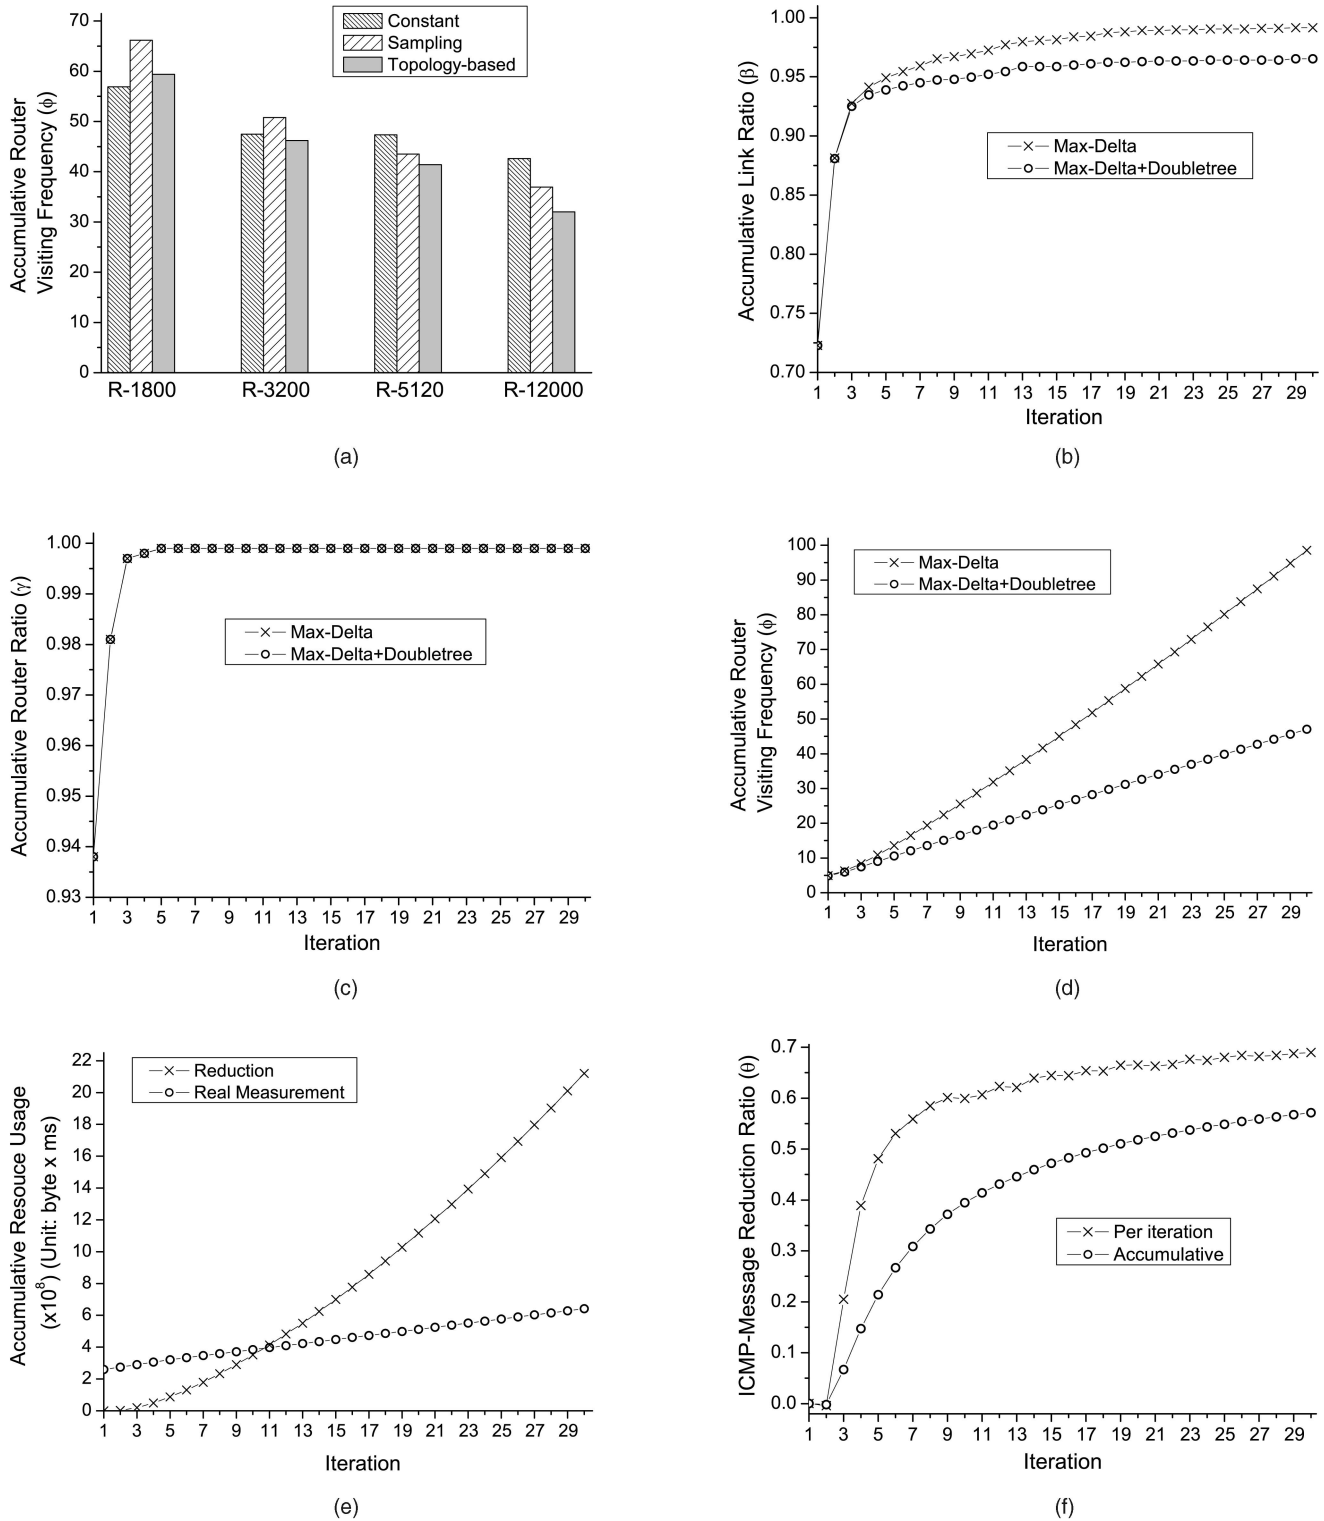 Accumulative Router
Visiting Frequency (ϕ)
70
60
50
40
30
20
10
0
Constant
Sampling
Topology-based
R-1800 R-3200 R-5120 R-12000
(a)
Accumulative Link Ratio (β)
1.00
0.95
0.90
0.85
0.80
0.75
0.70
Max-Delta
Max-Delta+Doubletree
1 3 5 7 9 11 13 15 17 19 21 23 25 27 29
Iteration
(b)
Accumulative Router Ratio (γ)
1.00
0.99
0.98
0.97
0.96
0.95
0.94
0.93
Max-Delta
Max-Delta+Doubletree
1 3 5 7 9 11 13 15 17 19 21 23 25 27 29
Iteration
(c)
Accumulative Router
Visiting Frequency (ϕ)
100
90
80
70
60
50
40
30
20
10
0
Max-Delta
Max-Delta+Doubletree
1 3 5 7 9 11 13 15 17 19 21 23 25 27 29
Iteration
(d)
Accumulative Resouce Usage
(x10⁸) (Unit: byte x ms)
22
20
18
16
14
12
10
8
6
4
2
0
Reduction
Real Measurement
1 3 5 7 9 11 13 15 17 19 21 23 25 27 29
Iteration
(e)
ICMP-Message Reduction Ratio (θ)
0.7
0.6
0.5
0.4
0.3
0.2
0.1
0.0
Per iteration
Accumulative
1 3 5 7 9 11 13 15 17 19 21 23 25 27 29
Iteration
(f)